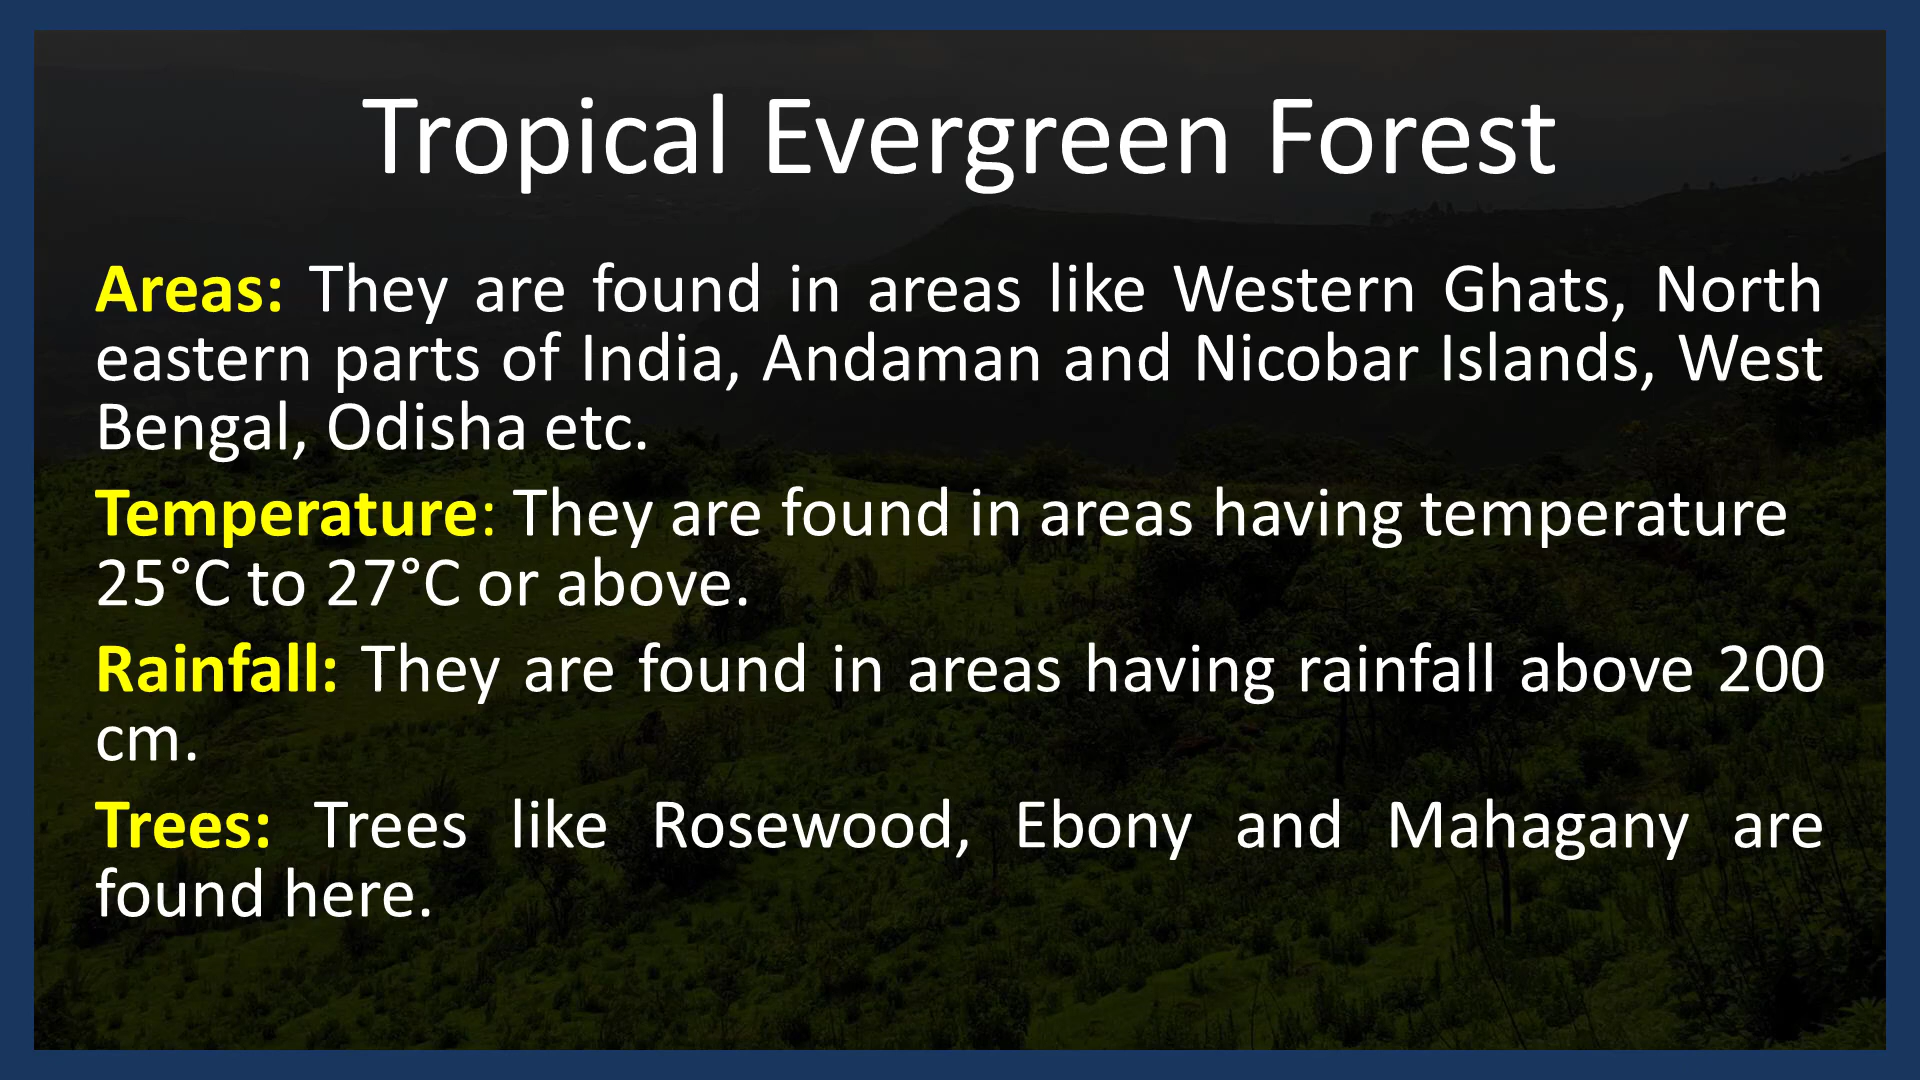 Tropical Evergreen Forest
Areas: They are found in areas like Western Ghats, North
eastern parts of India, Andaman and Nicobar Islands, West
Bengal, Odisha etc.
Temperature: They are found in areas having temperature
25°C to 27°C or above.
Rainfall: They are found in areas having rainfall above 200
cm.
Trees: Trees like Rosewood, Ebony and Mahagany are
found here.